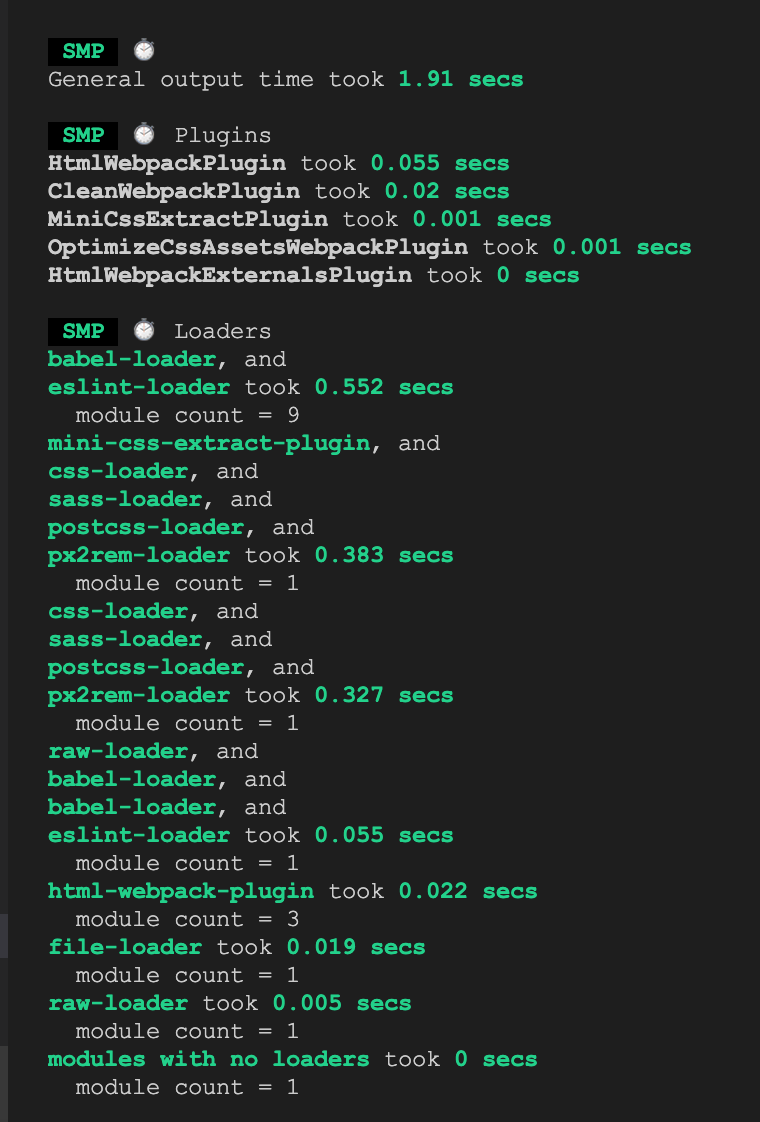 SMP ⏱
General output time took 1.91 secs
SMP ⏱ Plugins
HtmlWebpackPlugin took 0.055 secs
CleanWebpackPlugin took 0.02 secs
MiniCssExtractPlugin took 0.001 secs
OptimizeCssAssetsWebpackPlugin took 0.001 secs
HtmlWebpackExternalsPlugin took 0 secs
SMP ⏱ Loaders
babel-loader, and
eslint-loader took 0.552 secs
  module count = 9
mini-css-extract-plugin, and
css-loader, and
sass-loader, and
postcss-loader, and
px2rem-loader took 0.383 secs
  module count = 1
css-loader, and
sass-loader, and
postcss-loader, and
px2rem-loader took 0.327 secs
  module count = 1
raw-loader, and
babel-loader, and
babel-loader, and
eslint-loader took 0.055 secs
  module count = 1
html-webpack-plugin took 0.022 secs
  module count = 3
file-loader took 0.019 secs
  module count = 1
raw-loader took 0.005 secs
  module count = 1
modules with no loaders took 0 secs
  module count = 1